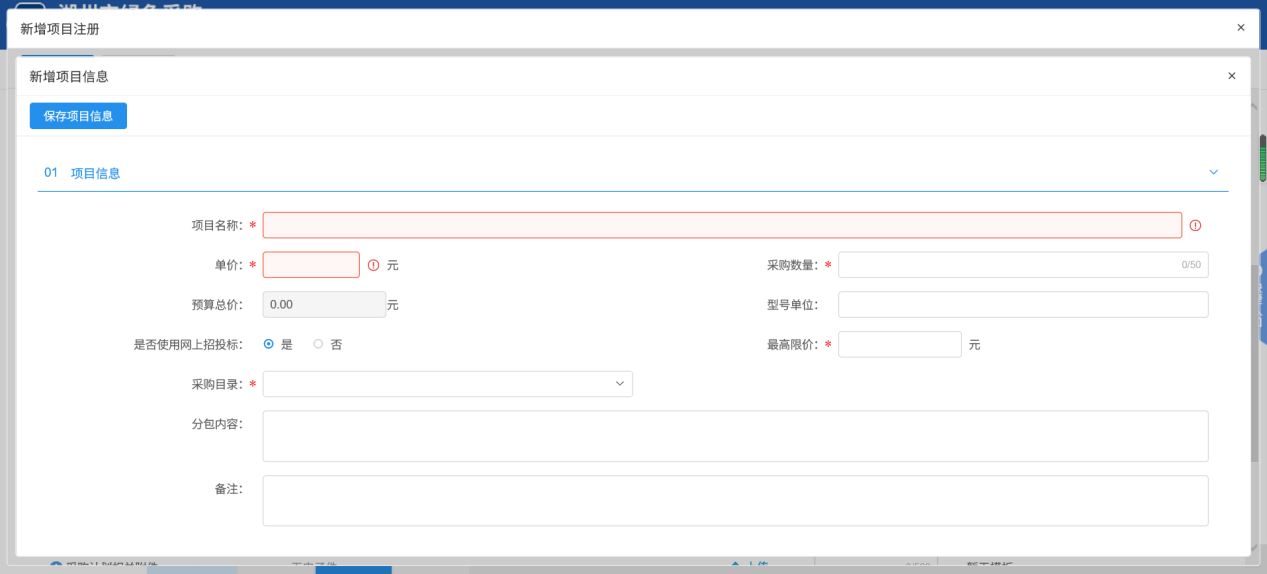 新增项目注册
新增项目信息
保存项目信息
01 项目信息
项目名称：*
单价：* 元
采购数量：* 0/50
预算总价： 0.00 元
型号单位：
是否使用网上招投标： 是 否
最高限价：* 元
采购目录：*
分包内容：
备注：